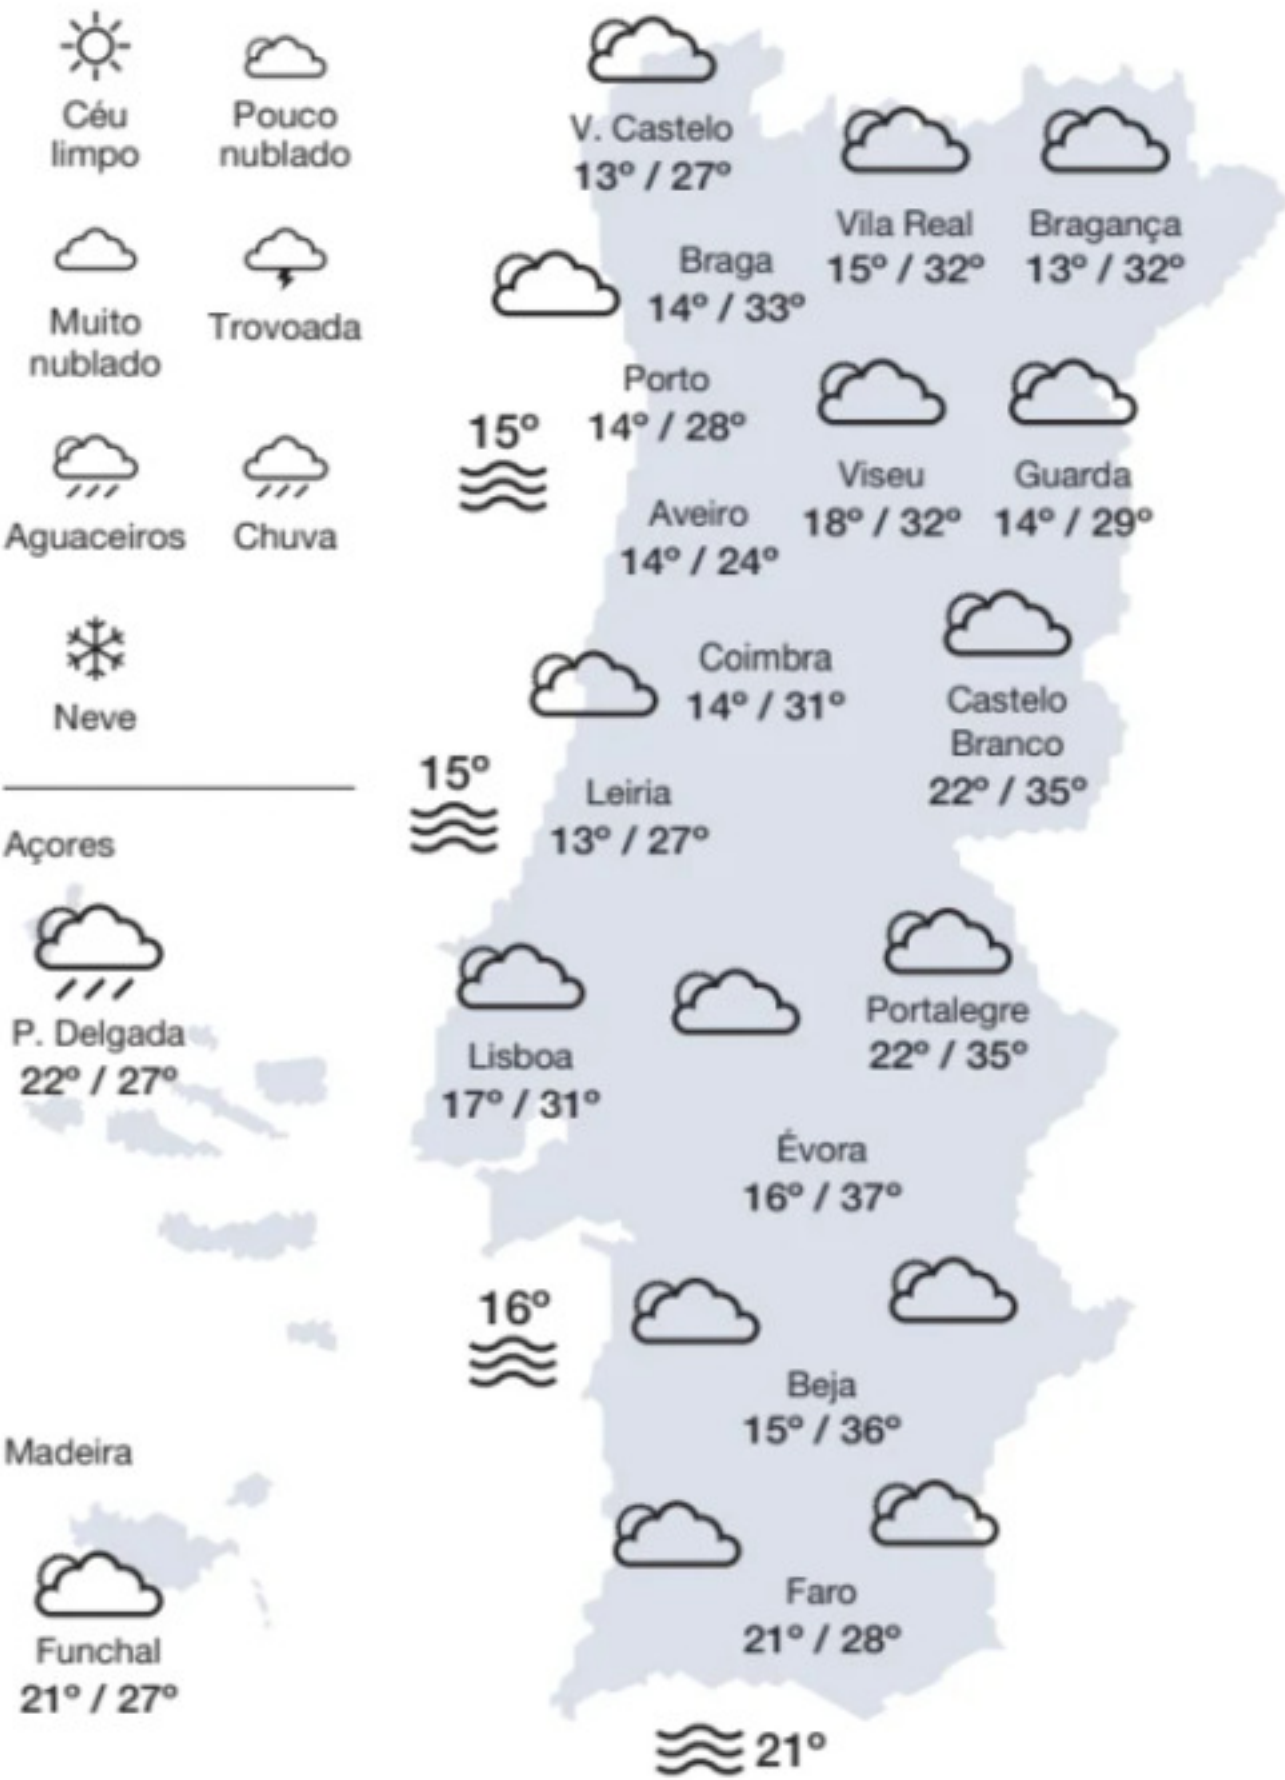 Céu
limpo
Pouco
nublado
Muito
nublado
Trovoada
Aguaceiros
Chuva
Neve
Açores
P. Delgada
22º / 27º
Madeira
Funchal
21º / 27º
V. Castelo
13º / 27º
Vila Real
15º / 32º
Bragança
13º / 32º
Braga
14º / 33º
Porto
14º / 28º
15º
Viseu
18º / 32º
Guarda
14º / 29º
Aveiro
14º / 24º
Coimbra
14º / 31º
Castelo
Branco
22º / 35º
15º
Leiria
13º / 27º
Portalegre
22º / 35º
Lisboa
17º / 31º
Évora
16º / 37º
16º
Beja
15º / 36º
Faro
21º / 28º
21º